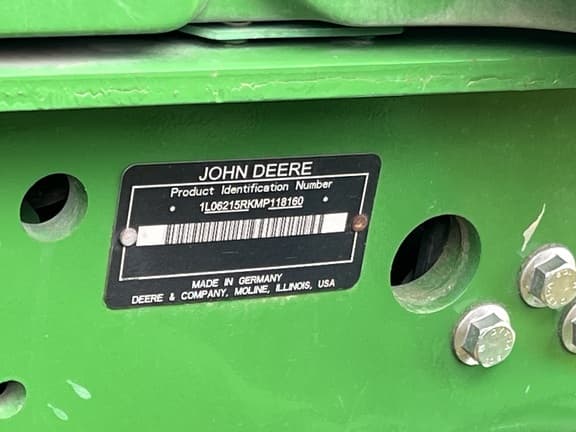 JOHN DEERE
Product Identification Number
* 1L06215RKMP118160 *
MADE IN GERMANY
DEERE & COMPANY, MOLINE, ILLINOIS, USA